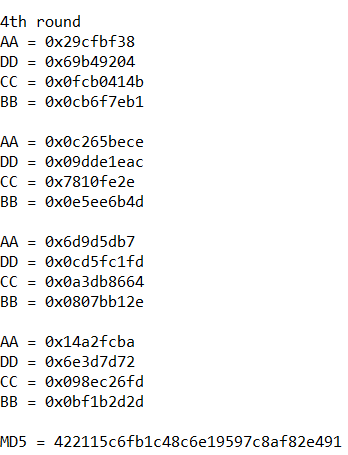 4th round
AA = 0x29cfbf38
DD = 0x69b49204
CC = 0x0fcb0414b
BB = 0x0cb6f7eb1
AA = 0x0c265bece
DD = 0x09dde1eac
CC = 0x7810fe2e
BB = 0x0e5ee6b4d
AA = 0x6d9d5db7
DD = 0x0cd5fc1fd
CC = 0x0a3db8664
BB = 0x0807bb12e
AA = 0x14a2fcba
DD = 0x6e3d7d72
CC = 0x098ec26fd
BB = 0x0bf1b2d2d
MD5 = 422115c6fb1c48c6e19597c8af82e491